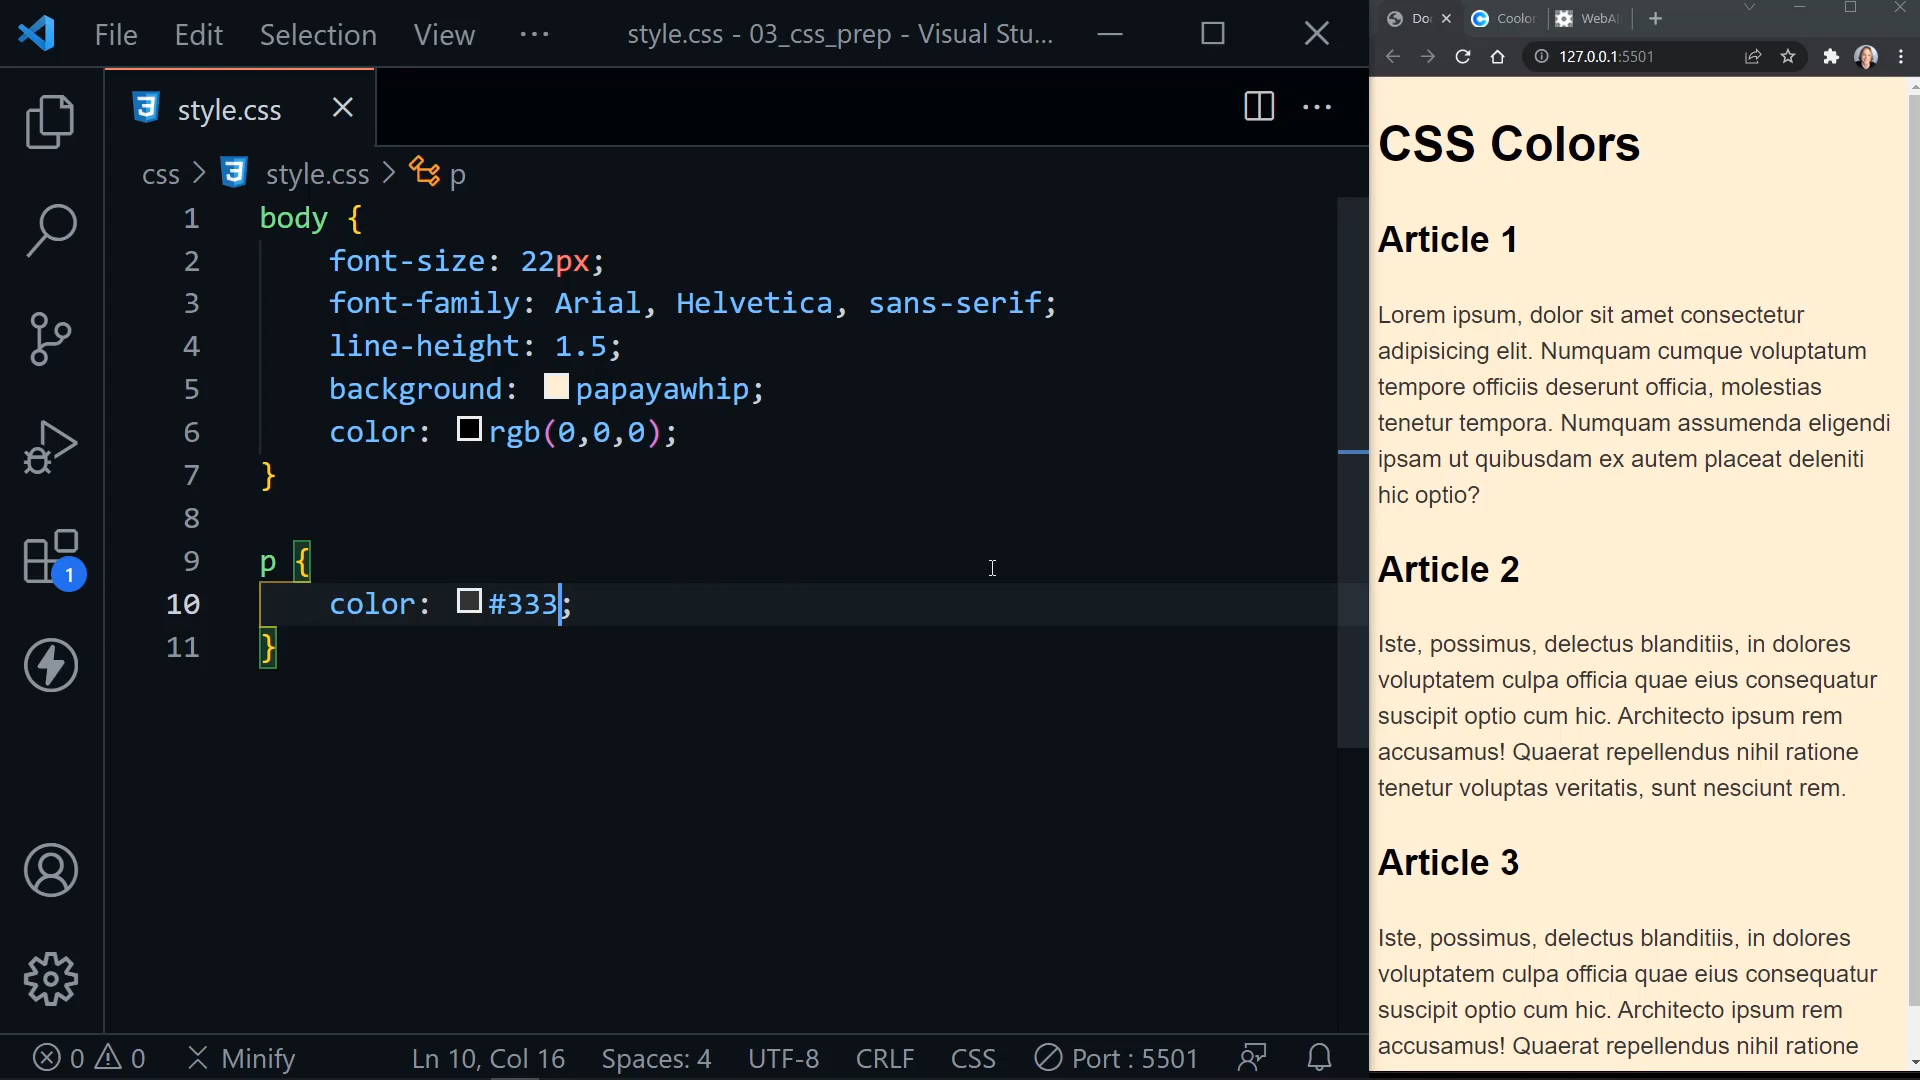 File Edit Selection View ··· style.css - 03_css_prep - Visual Stu...
style.css
css > style.css > p
1 body {
2 font-size: 22px;
3 font-family: Arial, Helvetica, sans-serif;
4 line-height: 1.5;
5 background: papayawhip;
6 color: rgb(0,0,0);
7 }
8
9 p {
10 color: #333;
11 }
1
0 0 Minify Ln 10, Col 16 Spaces: 4 UTF-8 CRLF CSS Port : 5501
127.0.0.1:5501
CSS Colors
Article 1
Lorem ipsum, dolor sit amet consectetur
adipisicing elit. Numquam cumque voluptatum
tempore officiis deserunt officia, molestias
tenetur tempora. Numquam assumenda eligendi
ipsam ut quibusdam ex autem placeat deleniti
hic optio?
Article 2
Iste, possimus, delectus blanditiis, in dolores
voluptatem culpa officia quae eius consequatur
suscipit optio cum hic. Architecto ipsum rem
accusamus! Quaerat repellendus nihil ratione
tenetur voluptas veritatis, sunt nesciunt rem.
Article 3
Iste, possimus, delectus blanditiis, in dolores
voluptatem culpa officia quae eius consequatur
suscipit optio cum hic. Architecto ipsum rem
accusamus! Quaerat repellendus nihil ratione